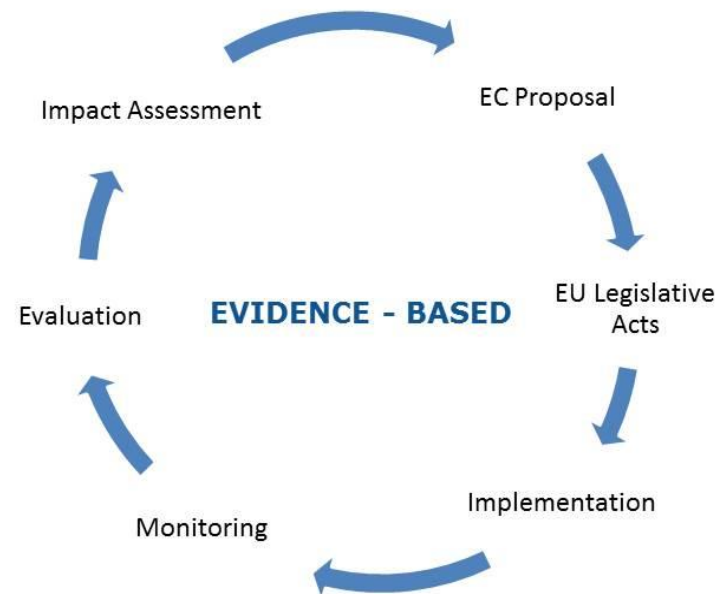 Impact Assessment
EC Proposal
EU Legislative
Acts
Implementation
Monitoring
Evaluation
EVIDENCE - BASED